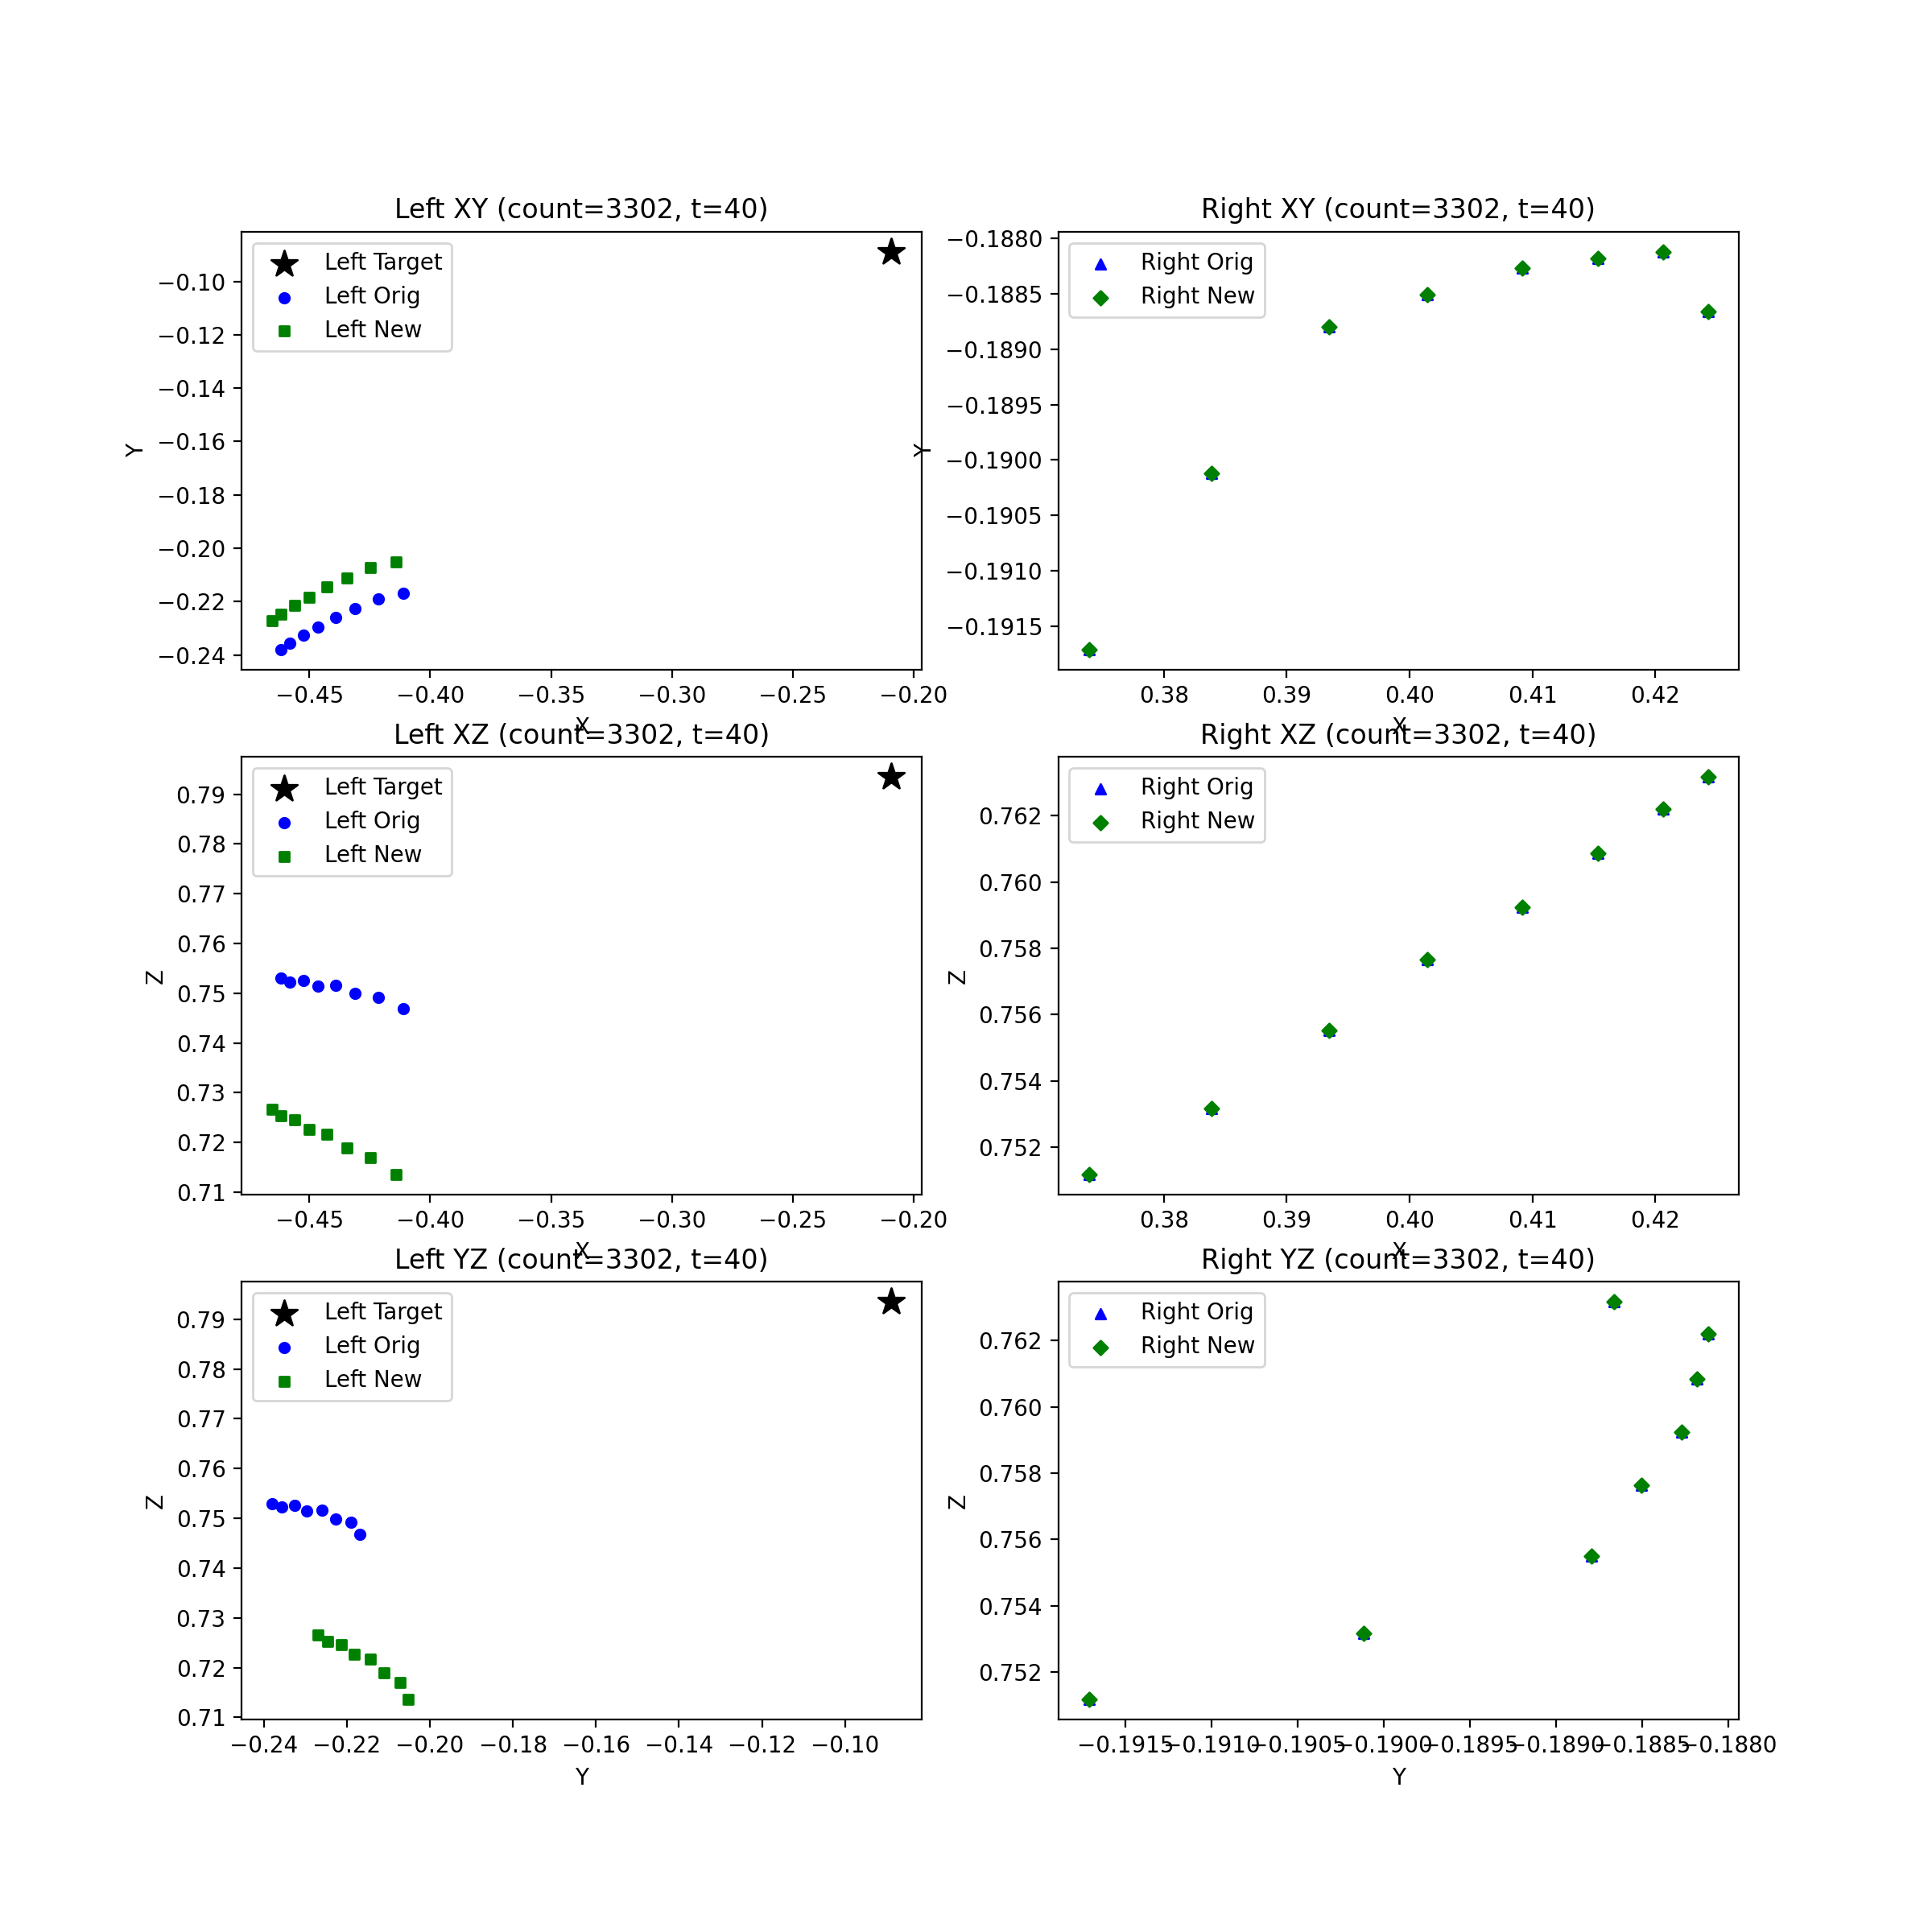 Left XY (count=3302, t=40)
Left Target
Left Orig
Left New
−0.10
−0.12
−0.14
−0.16
−0.18
−0.20
−0.22
−0.24
Y
−0.45
−0.40
−0.35
−0.30
−0.25
−0.20
X
Right XY (count=3302, t=40)
Right Orig
Right New
−0.1880
−0.1885
−0.1890
−0.1895
−0.1900
−0.1905
−0.1910
−0.1915
Y
0.38
0.39
0.40
0.41
0.42
X
Left XZ (count=3302, t=40)
Left Target
Left Orig
Left New
0.79
0.78
0.77
0.76
0.75
0.74
0.73
0.72
0.71
Z
−0.45
−0.40
−0.35
−0.30
−0.25
−0.20
X
Right XZ (count=3302, t=40)
Right Orig
Right New
0.762
0.760
0.758
0.756
0.754
0.752
Z
0.38
0.39
0.40
0.41
0.42
X
Left YZ (count=3302, t=40)
Left Target
Left Orig
Left New
0.79
0.78
0.77
0.76
0.75
0.74
0.73
0.72
0.71
Z
−0.24
−0.22
−0.20
−0.18
−0.16
−0.14
−0.12
−0.10
Y
Right YZ (count=3302, t=40)
Right Orig
Right New
0.762
0.760
0.758
0.756
0.754
0.752
Z
−0.1915
−0.1910
−0.1905
−0.1900
−0.1895
−0.1890
−0.1885
−0.1880
Y